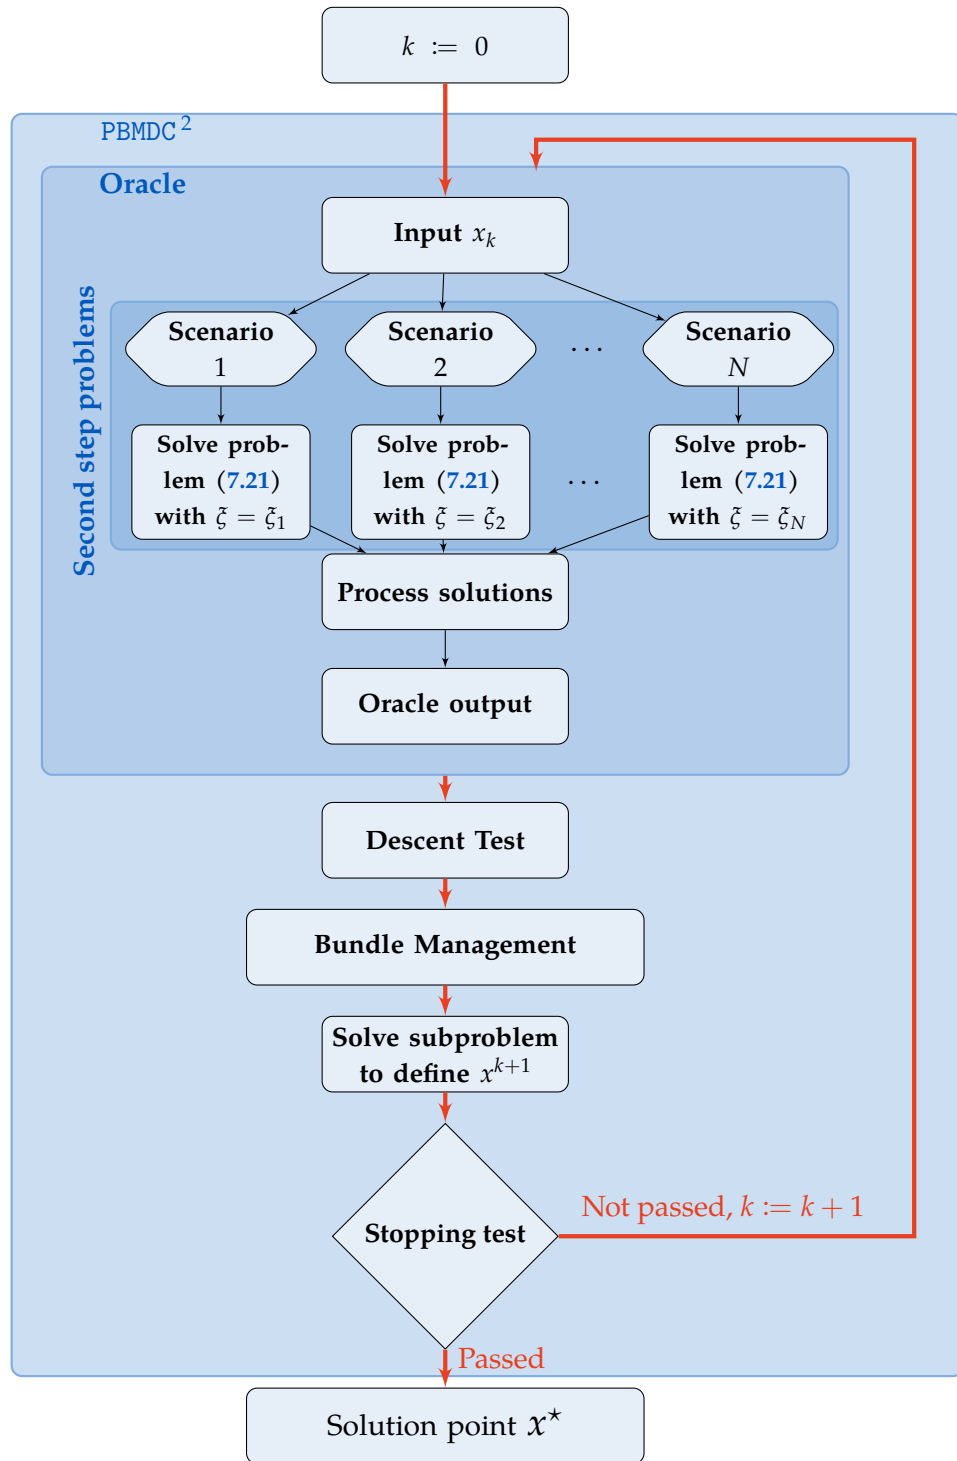 k := 0
PBMDC²
Oracle
Input xₖ
Second step problems
Scenario
1
Scenario
2
· · ·
Scenario
N
Solve prob-
lem (7.21)
with ξ = ξ₁
Solve prob-
lem (7.21)
with ξ = ξ₂
· · ·
Solve prob-
lem (7.21)
with ξ = ξ_N
Process solutions
Oracle output
Descent Test
Bundle Management
Solve subproblem
to define xᵏ⁺¹
Stopping test
Not passed, k := k + 1
Passed
Solution point x⋆